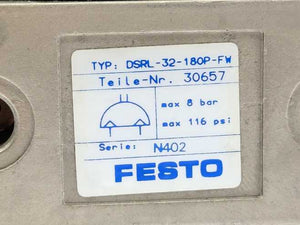 TYP: DSRL-32-180P-FW
Teile-Nr. 30657
max 8 bar
max 116 psi
Serie: N402
FESTO